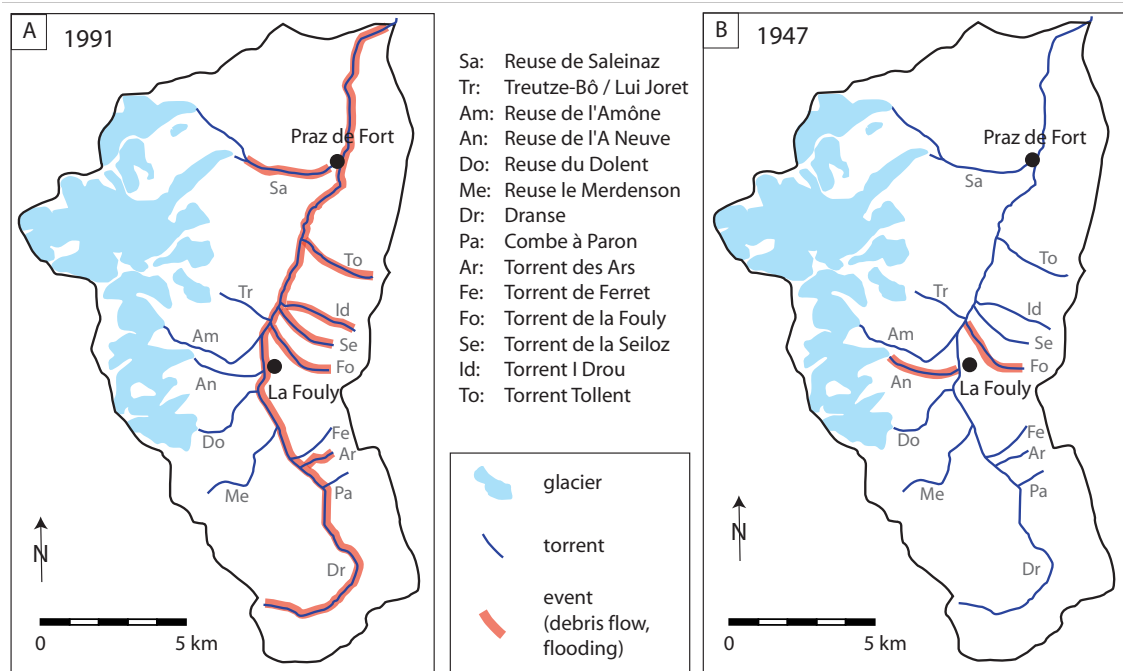 A
1991
Praz de Fort
Sa
To
Tr
Id
Am
Se
An
Fo
La Fouly
Do
Fe
Ar
Me
Pa
N
Dr
0
5 km
Sa: Reuse de Saleinaz
Tr: Treutze-Bô / Lui Joret
Am: Reuse de l'Amône
An: Reuse de l'A Neuve
Do: Reuse du Dolent
Me: Reuse le Merdenson
Dr: Dranse
Pa: Combe à Paron
Ar: Torrent des Ars
Fe: Torrent de Ferret
Fo: Torrent de la Fouly
Se: Torrent de la Seiloz
Id: Torrent I Drou
To: Torrent Tollent
glacier
torrent
event
(debris flow,
flooding)
B
1947
Praz de Fort
Sa
To
Tr
Id
Am
Se
An
Fo
La Fouly
Do
Fe
Ar
Me
Pa
N
Dr
0
5 km